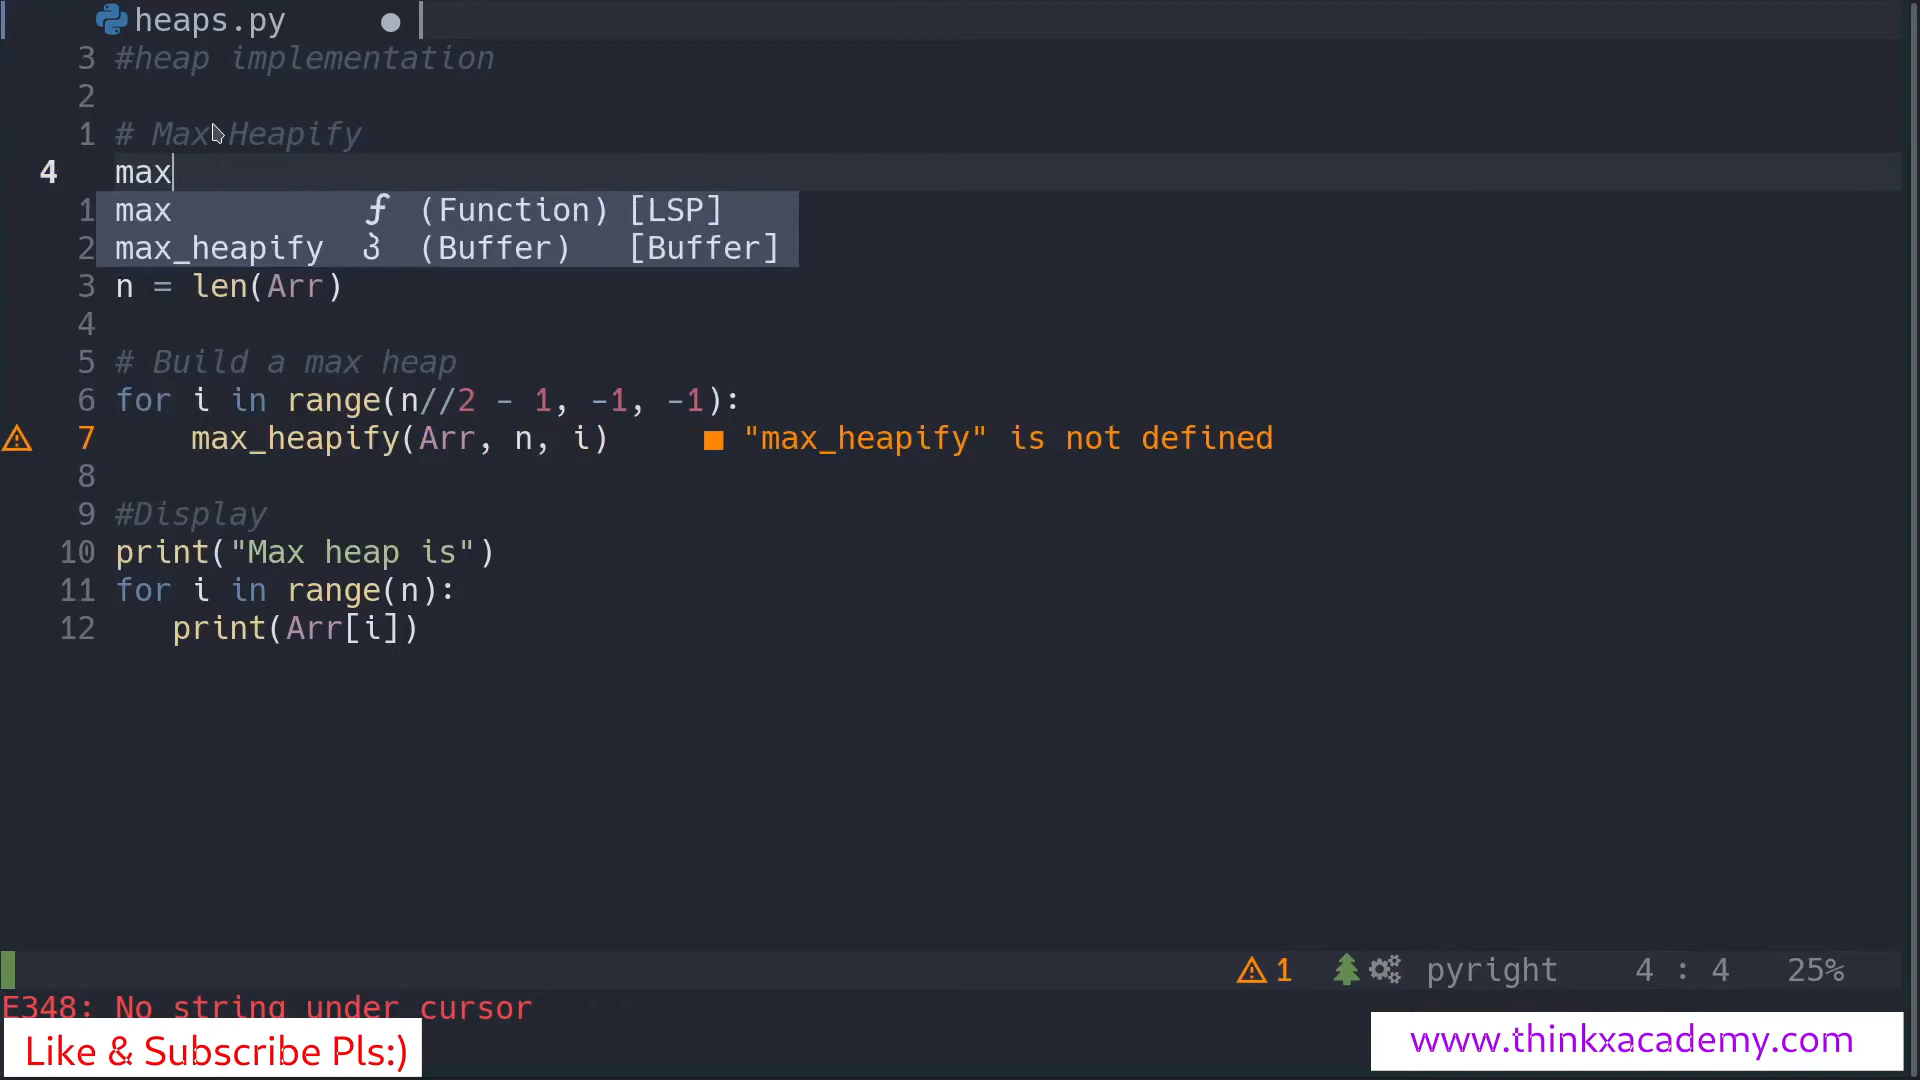 heaps.py
3 #heap implementation
2
1 # Max Heapify
4 max
1 max ƒ (Function) [LSP]
2 max_heapify (Buffer) [Buffer]
3 n = len(Arr)
4
5 # Build a max heap
6 for i in range(n//2 - 1, -1, -1):
7 max_heapify(Arr, n, i) ■ "max_heapify" is not defined
8
9 #Display
10 print("Max heap is")
11 for i in range(n):
12 print(Arr[i])
1 pyright 4 : 4 25%
E348: No string under cursor
Like & Subscribe Pls:)
www.thinkxacademy.com